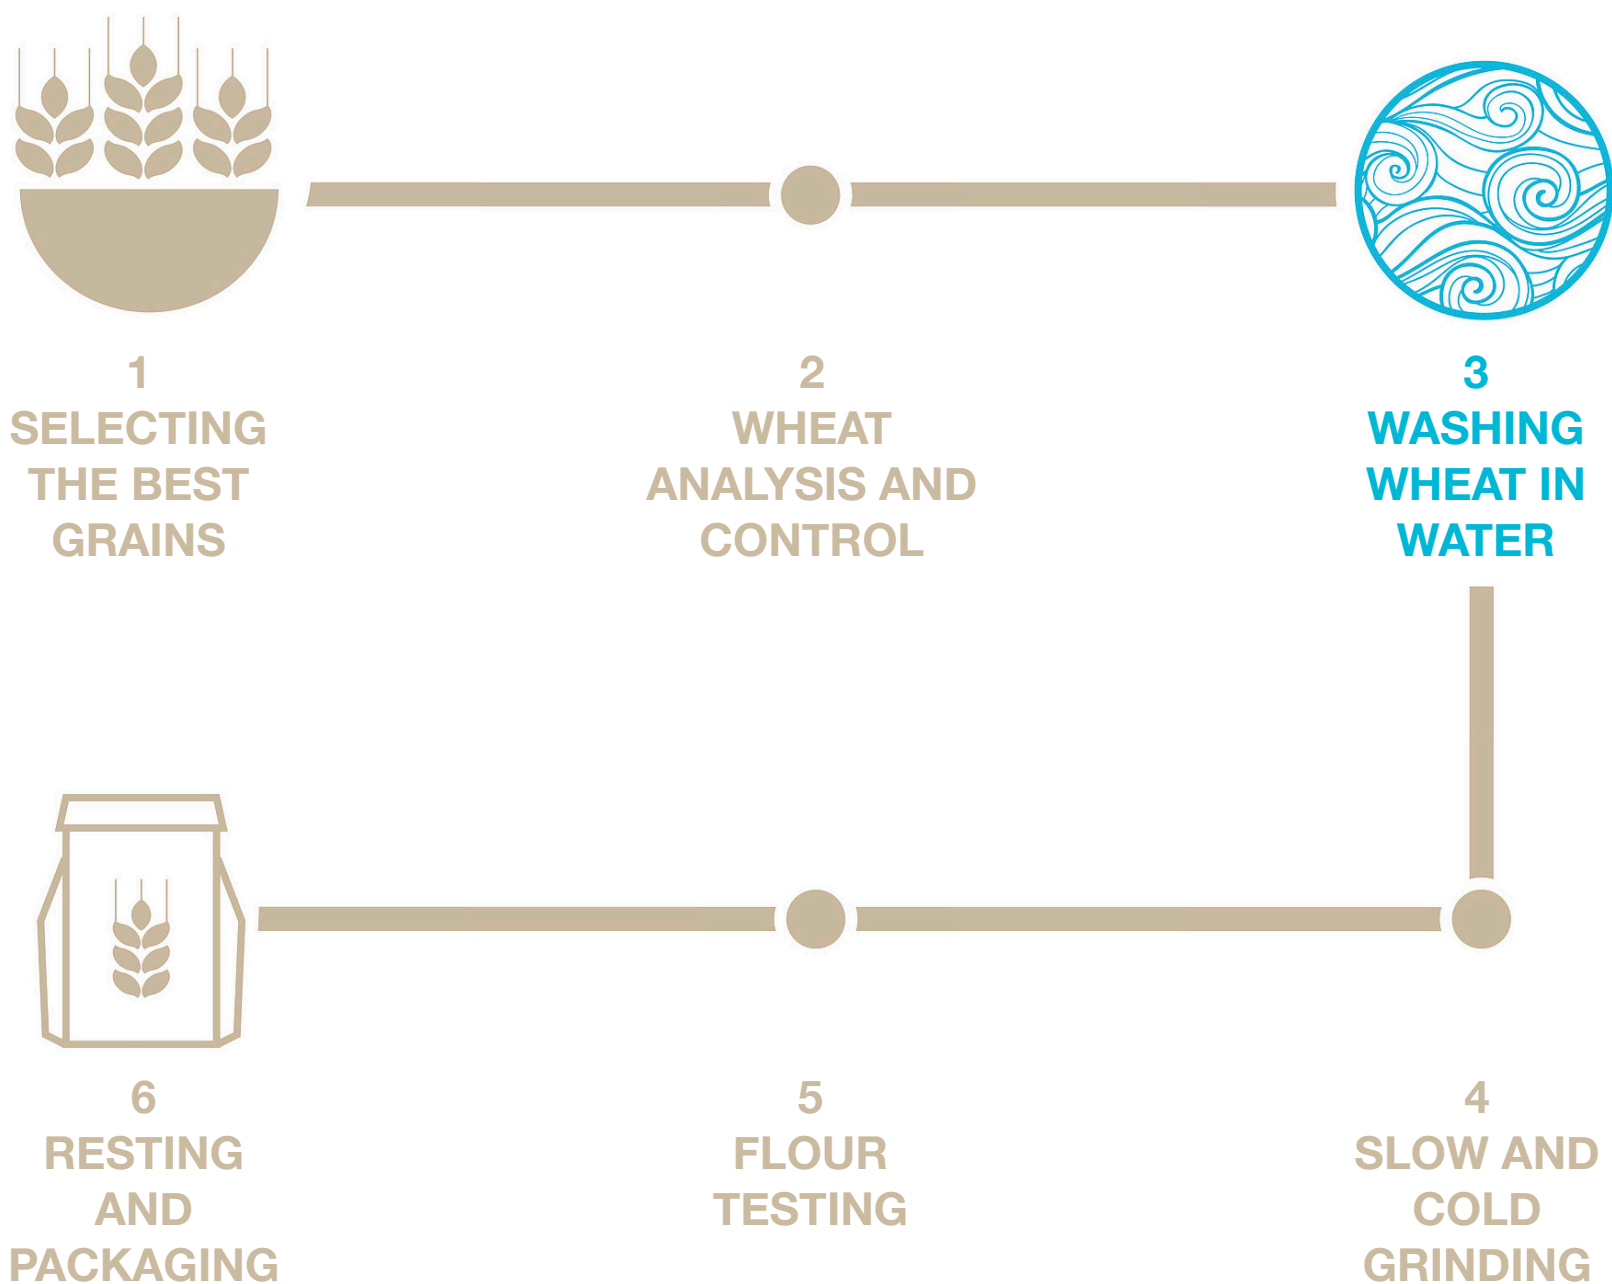 1
SELECTING
THE BEST
GRAINS
2
WHEAT
ANALYSIS AND
CONTROL
3
WASHING
WHEAT IN
WATER
4
SLOW AND
COLD
GRINDING
5
FLOUR
TESTING
6
RESTING
AND
PACKAGING